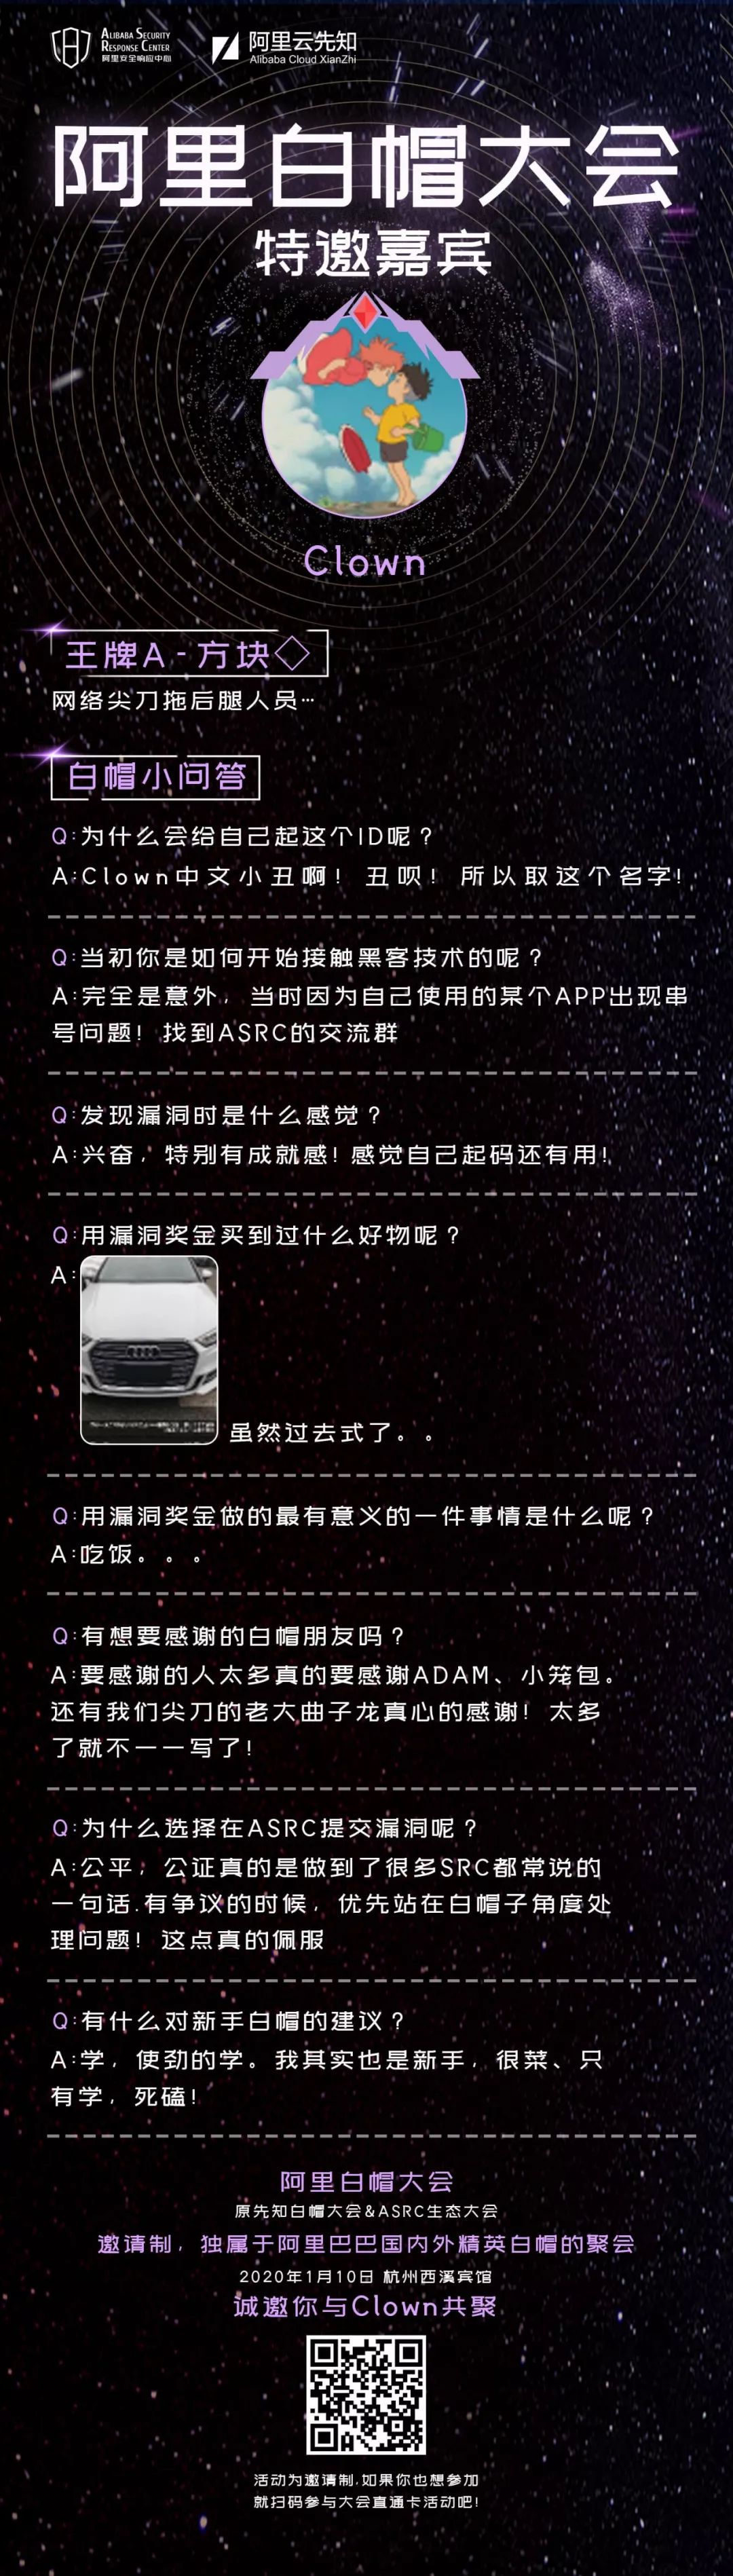 ALIBABA SECURITY
RESPONSE CENTER
阿里安全响应中心
阿里云先知
Alibaba Cloud XianZhi
阿里白帽大会
特邀嘉宾
Clown
王牌A-方块◇
网络尖刀拖后腿人员…
白帽小问答
Q:为什么会给自己起这个ID呢?
A:Clown中文小丑啊! 丑呗! 所以取这个名字!
Q:当初你是如何开始接触黑客技术的呢?
A:完全是意外，当时因为自己使用的某个APP出现串
号问题! 找到ASRC的交流群
Q:发现漏洞时是什么感觉?
A:兴奋，特别有成就感! 感觉自己起码还有用!
Q:用漏洞奖金买到过什么好物呢?
A:
虽然过去式了。。
Q:用漏洞奖金做的最有意义的一件事情是什么呢?
A:吃饭。。。
Q:有想要感谢的白帽朋友吗?
A:要感谢的人太多真的要感谢ADAM、小笼包。
还有我们尖刀的老大曲子龙真心的感谢! 太多
了就不一一写了!
Q:为什么选择在ASRC提交漏洞呢?
A:公平，公证真的是做到了很多SRC都常说的
一句话.有争议的时候，优先站在白帽子角度处
理问题! 这点真的佩服
Q:有什么对新手白帽的建议?
A:学，使劲的学。我其实也是新手，很菜、只
有学，死磕!
阿里白帽大会
原先知白帽大会&ASRC生态大会
邀请制，独属于阿里巴巴国内外精英白帽的聚会
2020年1月10日 杭州西溪宾馆
诚邀你与Clown共聚
活动为邀请制,如果你也想参加
就扫码参与大会直通卡活动吧!